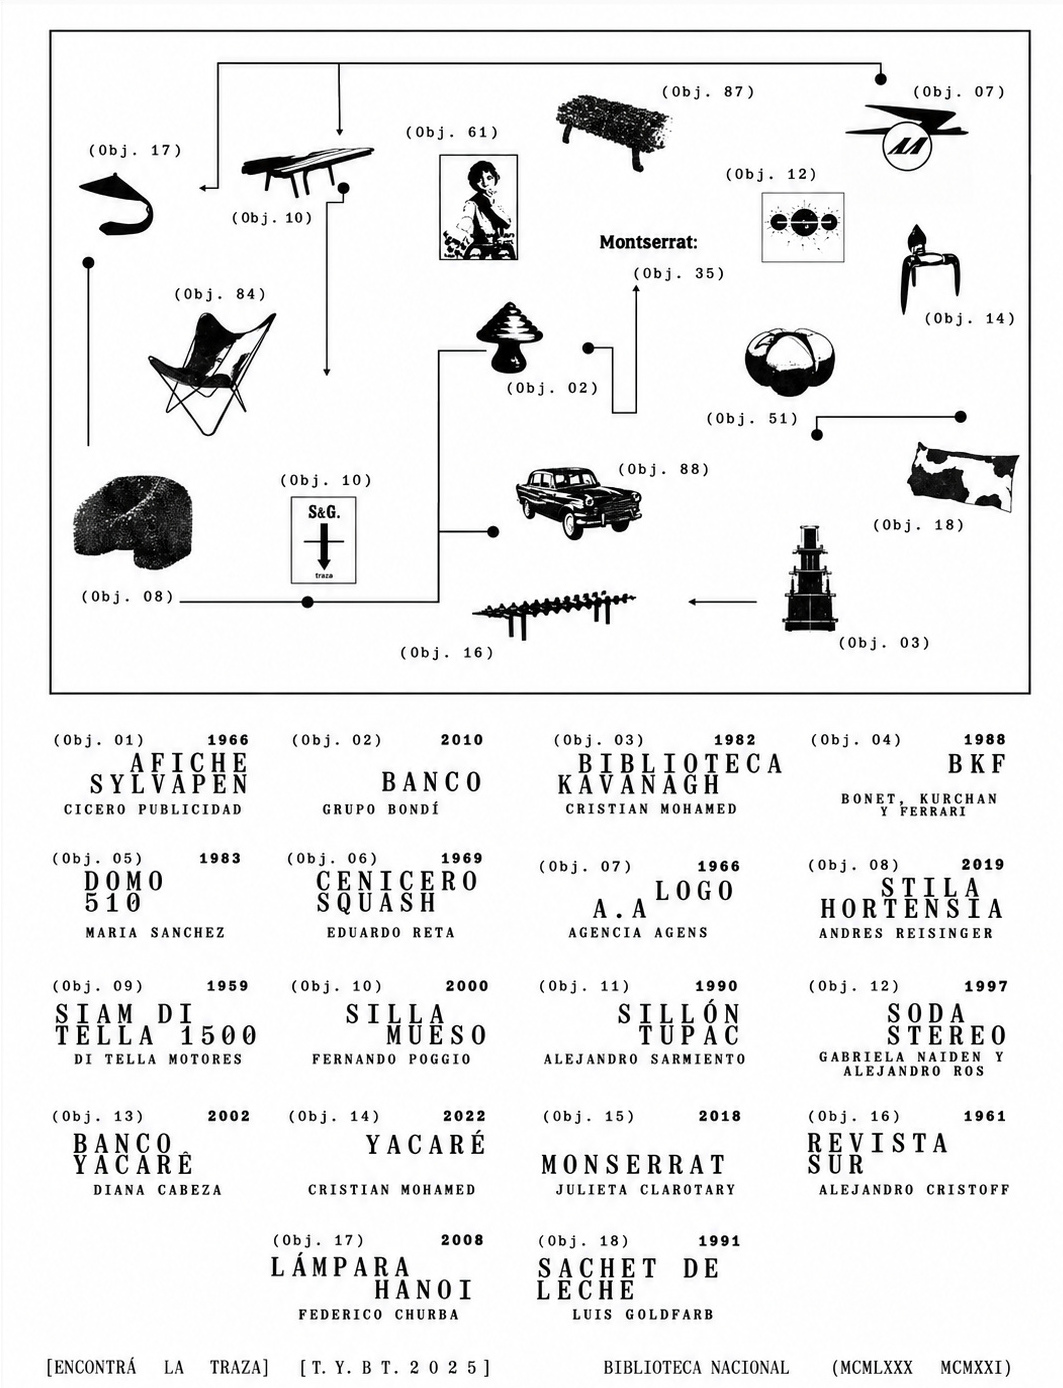 (Obj. 87)
(Obj. 07)
(Obj. 61)
(Obj. 17)
AA
(Obj. 12)
(Obj. 10)
Montserrat:
(Obj. 35)
(Obj. 84)
(Obj. 14)
(Obj. 02)
(Obj. 51)
(Obj. 88)
(Obj. 10)
S&G.
traza
(Obj. 18)
(Obj. 08)
(Obj. 03)
(Obj. 16)
(Obj. 01) 1966
AFICHE
SYLVAPEN
CICERO PUBLICIDAD
(Obj. 02) 2010
BANCO
GRUPO BONDÍ
(Obj. 03) 1982
BIBLIOTECA
KAVANAGH
CRISTIAN MOHAMED
(Obj. 04) 1988
BKF
BONET, KURCHAN
Y FERRARI
(Obj. 05) 1983
DOMO
510
MARIA SANCHEZ
(Obj. 06) 1969
CENICERO
SQUASH
EDUARDO RETA
(Obj. 07) 1966
LOGO
A.A
AGENCIA AGENS
(Obj. 08) 2019
STILA
HORTENSIA
ANDRES REISINGER
(Obj. 09) 1959
SIAM DI
TELLA 1500
DI TELLA MOTORES
(Obj. 10) 2000
SILLA
MUESO
FERNANDO POGGIO
(Obj. 11) 1990
SILLÓN
TUPAC
ALEJANDRO SARMIENTO
(Obj. 12) 1997
SODA
STEREO
GABRIELA NAIDEN Y
ALEJANDRO ROS
(Obj. 13) 2002
BANCO
YACARÊ
DIANA CABEZA
(Obj. 14) 2022
YACARÉ
CRISTIAN MOHAMED
(Obj. 15) 2018
MONSERRAT
JULIETA CLAROTARY
(Obj. 16) 1961
REVISTA
SUR
ALEJANDRO CRISTOFF
(Obj. 17) 2008
LÁMPARA
HANOI
FEDERICO CHURBA
(Obj. 18) 1991
SACHET DE
LECHE
LUIS GOLDFARB
[ENCONTRÁ LA TRAZA] [T. Y. B T. 2 0 2 5 ] BIBLIOTECA NACIONAL (MCMLXXX MCMXXI)